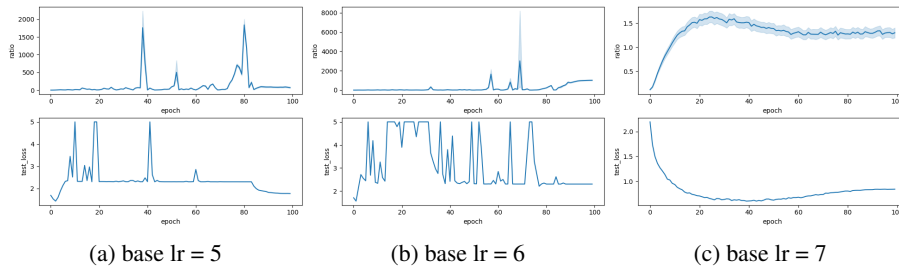 2000
1500
1000
500
0
ratio
0 20 40 60 80 100
epoch
5
4
3
2
test_loss
0 20 40 60 80 100
epoch
(a) base lr = 5
8000
6000
4000
2000
0
ratio
0 20 40 60 80 100
epoch
5
4
3
2
test_loss
0 20 40 60 80 100
epoch
(b) base lr = 6
1.5
1.0
0.5
ratio
0 20 40 60 80 100
epoch
2.0
1.5
1.0
test_loss
0 20 40 60 80 100
epoch
(c) base lr = 7